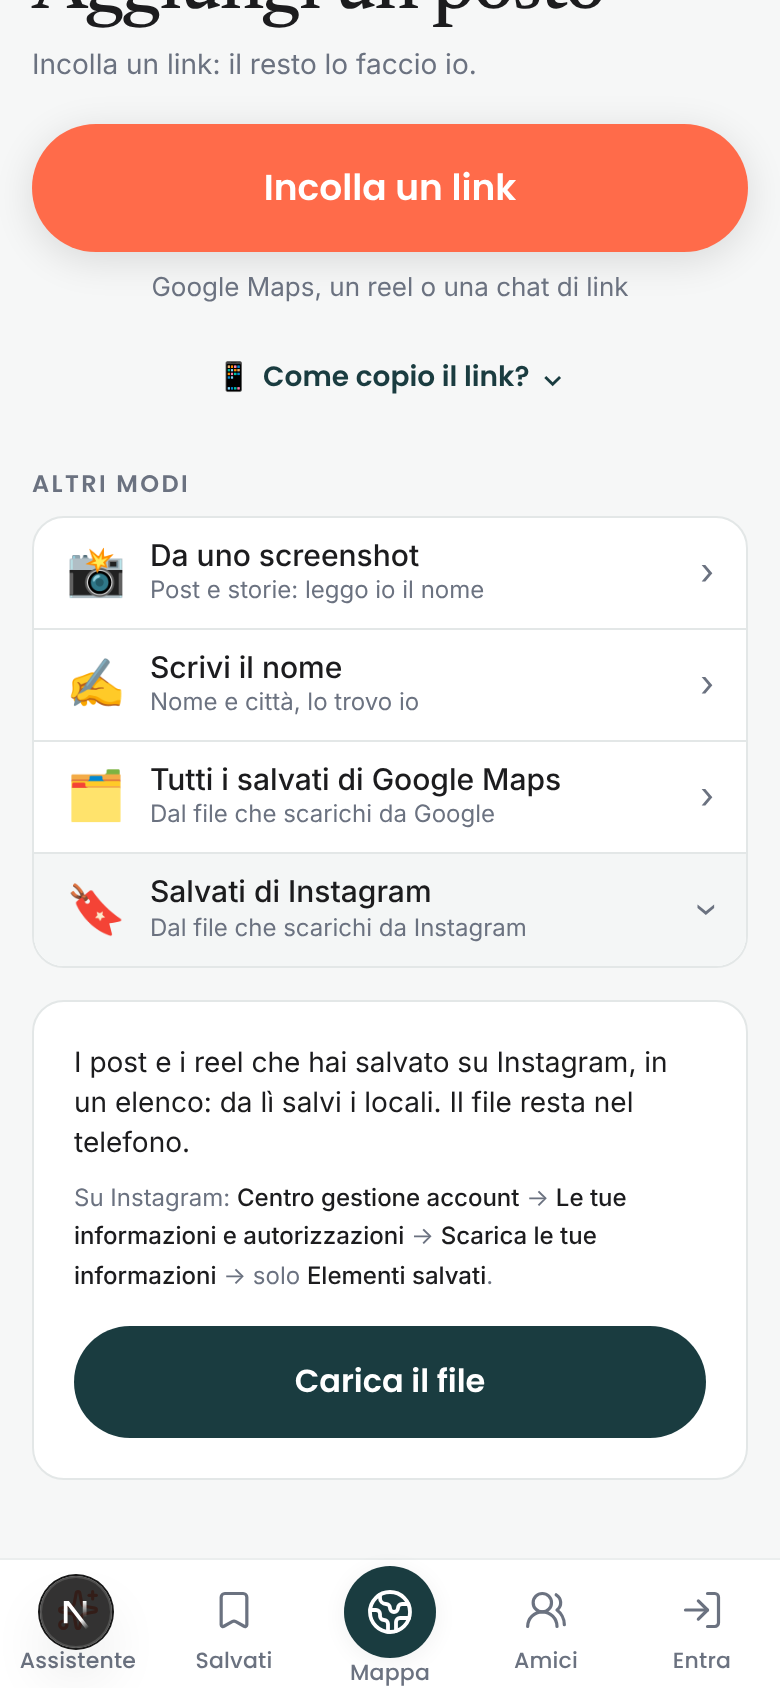 Aggiungi un posto
Incolla un link: il resto lo faccio io.
Incolla un link
Google Maps, un reel o una chat di link
Come copio il link?
ALTRI MODI
Da uno screenshot
Post e storie: leggo io il nome
Scrivi il nome
Nome e città, lo trovo io
Tutti i salvati di Google Maps
Dal file che scarichi da Google
Salvati di Instagram
Dal file che scarichi da Instagram
I post e i reel che hai salvato su Instagram, in
un elenco: da lì salvi i locali. Il file resta nel
telefono.
Su Instagram: Centro gestione account → Le tue
informazioni e autorizzazioni → Scarica le tue
informazioni → solo Elementi salvati.
Carica il file
N
Assistente
Salvati
Mappa
Amici
Entra